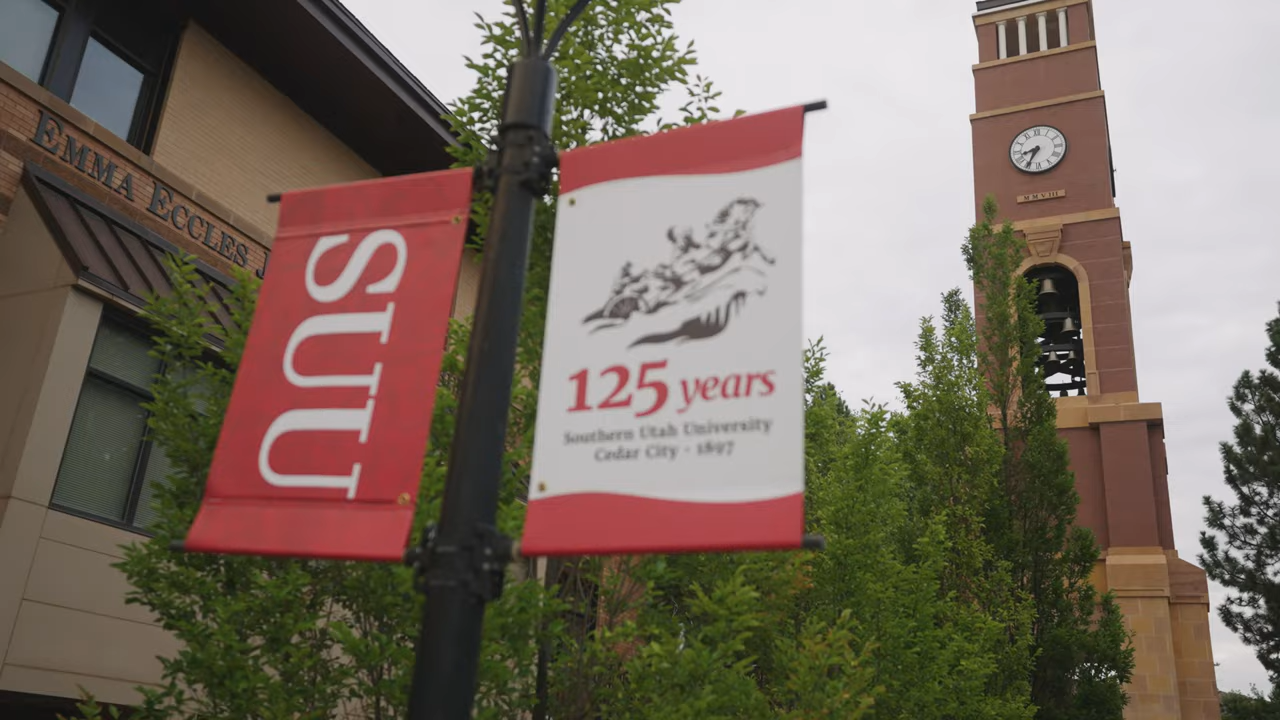 EMMA ECCLES J
SUU
125 years
Southern Utah University
Cedar City · 1897
MMVIII